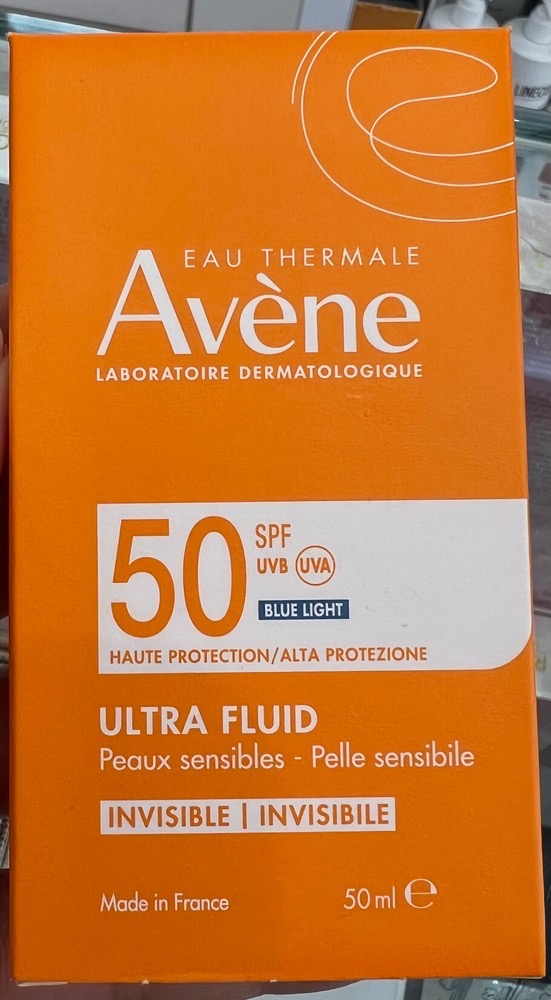 EAU THERMALE
Avène
LABORATOIRE DERMATOLOGIQUE
50 SPF
UVB UVA
BLUE LIGHT
HAUTE PROTECTION/ALTA PROTEZIONE
ULTRA FLUID
Peaux sensibles - Pelle sensibile
INVISIBLE | INVISIBILE
Made in France 50 ml ℮